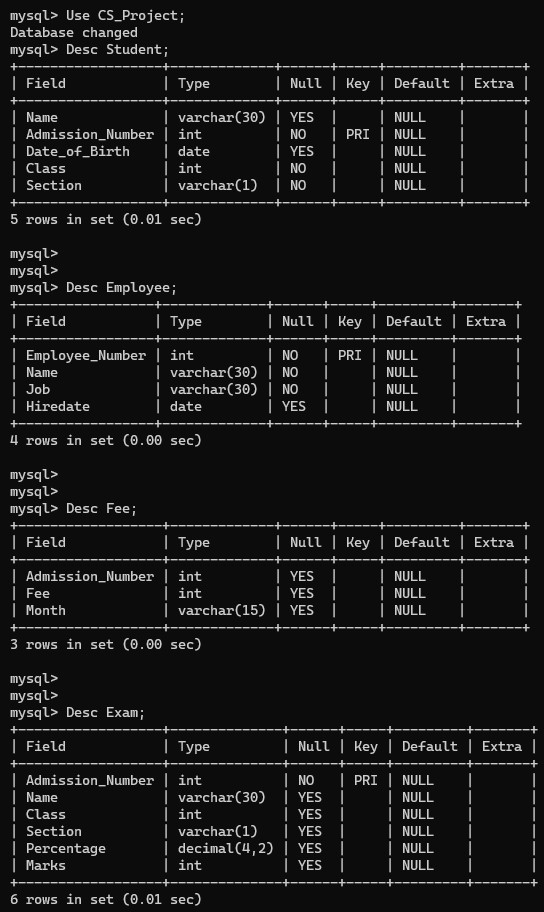 mysql> Use CS_Project;
Database changed
mysql> Desc Student;
+------------------+-------------+------+-----+---------+-------+
| Field            | Type        | Null | Key | Default | Extra |
+------------------+-------------+------+-----+---------+-------+
| Name             | varchar(30) | YES  |     | NULL    |       |
| Admission_Number | int         | NO   | PRI | NULL    |       |
| Date_of_Birth    | date        | YES  |     | NULL    |       |
| Class            | int         | NO   |     | NULL    |       |
| Section          | varchar(1)  | NO   |     | NULL    |       |
+------------------+-------------+------+-----+---------+-------+
5 rows in set (0.01 sec)

mysql>
mysql>
mysql> Desc Employee;
+-----------------+-------------+------+-----+---------+-------+
| Field           | Type        | Null | Key | Default | Extra |
+-----------------+-------------+------+-----+---------+-------+
| Employee_Number | int         | NO   | PRI | NULL    |       |
| Name            | varchar(30) | NO   |     | NULL    |       |
| Job             | varchar(30) | NO   |     | NULL    |       |
| Hiredate        | date        | YES  |     | NULL    |       |
+-----------------+-------------+------+-----+---------+-------+
4 rows in set (0.00 sec)

mysql>
mysql>
mysql> Desc Fee;
+------------------+-------------+------+-----+---------+-------+
| Field            | Type        | Null | Key | Default | Extra |
+------------------+-------------+------+-----+---------+-------+
| Admission_Number | int         | YES  |     | NULL    |       |
| Fee              | int         | YES  |     | NULL    |       |
| Month            | varchar(15) | YES  |     | NULL    |       |
+------------------+-------------+------+-----+---------+-------+
3 rows in set (0.00 sec)

mysql>
mysql>
mysql> Desc Exam;
+------------------+--------------+------+-----+---------+-------+
| Field            | Type         | Null | Key | Default | Extra |
+------------------+--------------+------+-----+---------+-------+
| Admission_Number | int          | NO   | PRI | NULL    |       |
| Name             | varchar(30)  | YES  |     | NULL    |       |
| Class            | int          | YES  |     | NULL    |       |
| Section          | varchar(1)   | YES  |     | NULL    |       |
| Percentage       | decimal(4,2) | YES  |     | NULL    |       |
| Marks            | int          | YES  |     | NULL    |       |
+------------------+--------------+------+-----+---------+-------+
6 rows in set (0.01 sec)